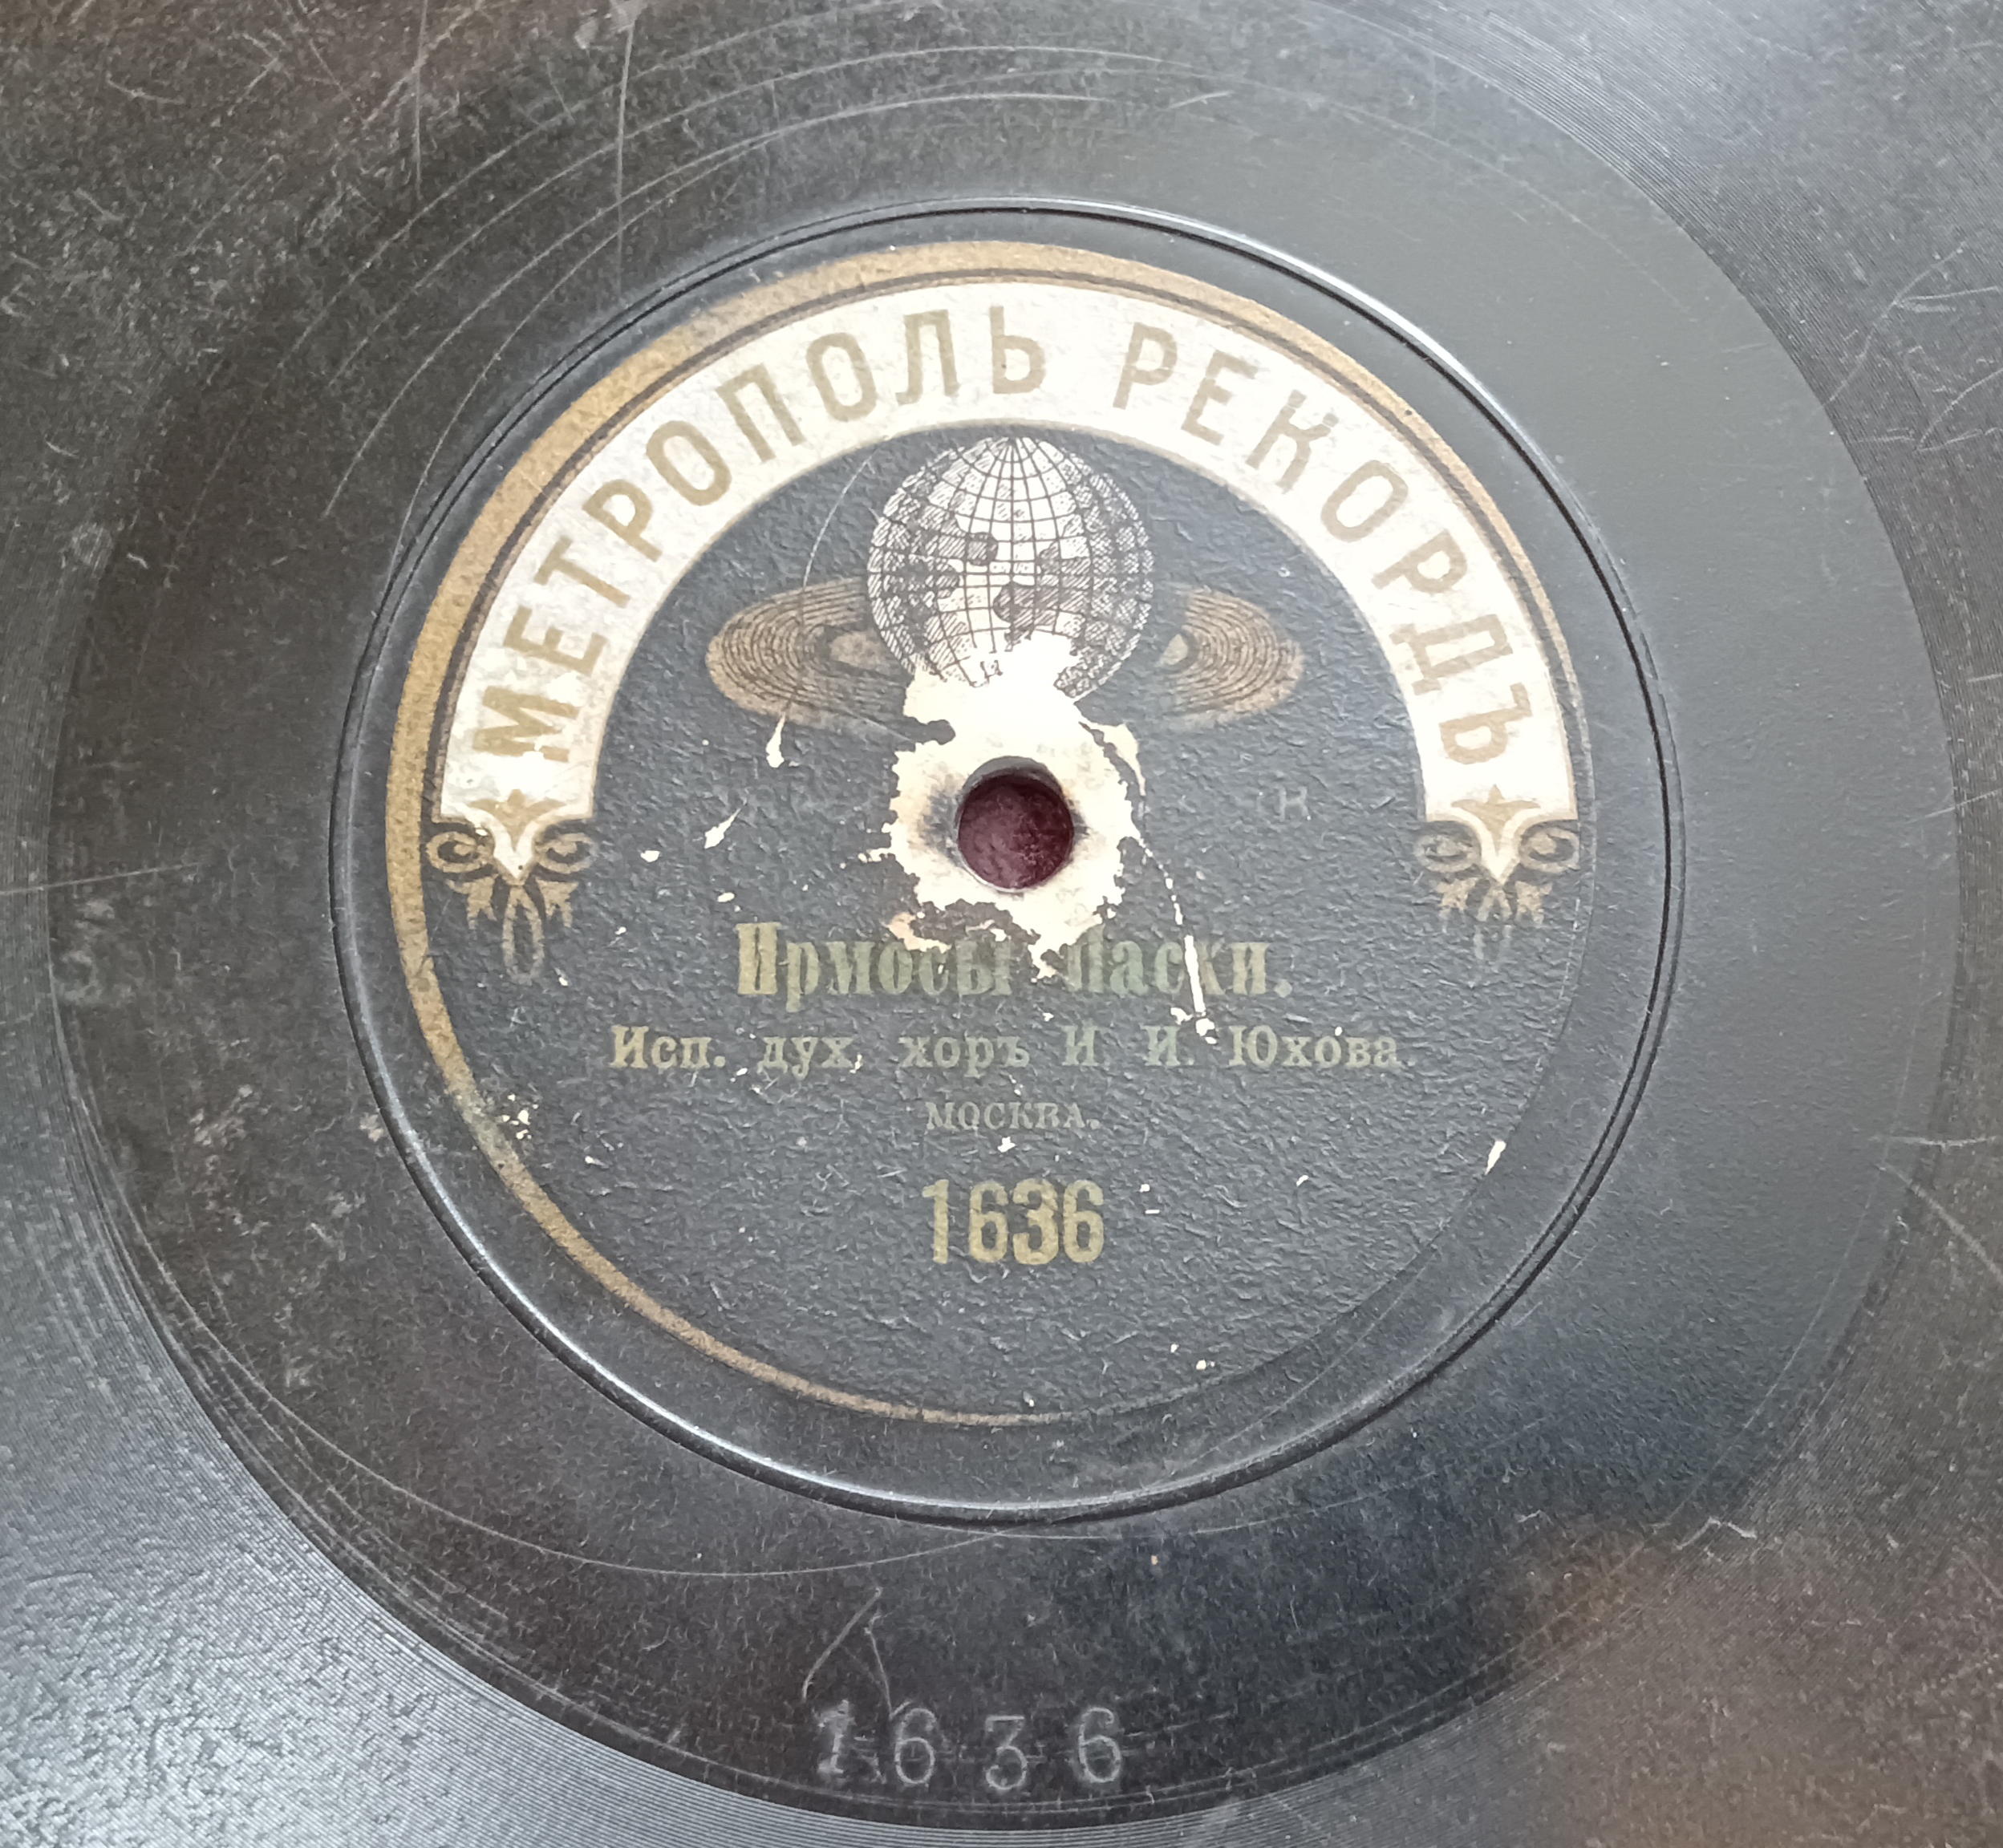 МЕТРОПОЛЬ РЕКОРДЪ
Ирмосы Пасхи.
Исп. дух. хоръ И. И. Юхова.
МОСКВА.
1636
1636